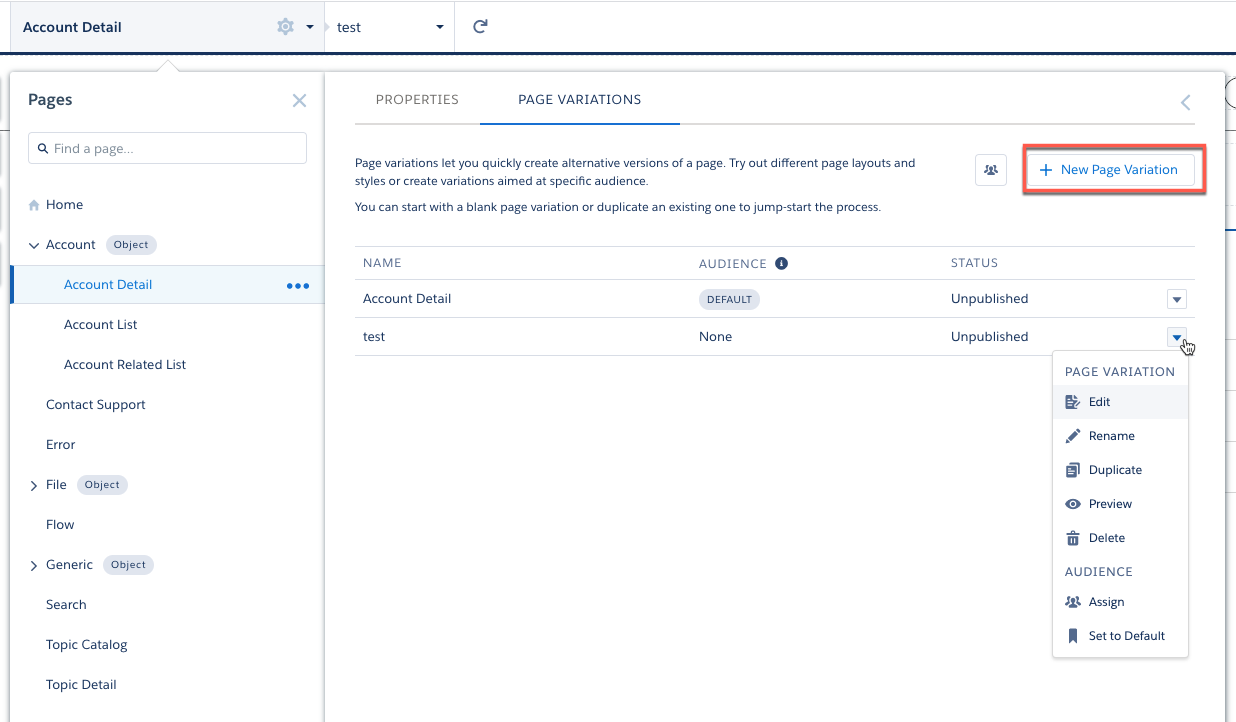 Account Detail
test
Pages
Find a page...
Home
Account Object
Account Detail
Account List
Account Related List
Contact Support
Error
File Object
Flow
Generic Object
Search
Topic Catalog
Topic Detail
PROPERTIES
PAGE VARIATIONS
Page variations let you quickly create alternative versions of a page. Try out different page layouts and
styles or create variations aimed at specific audience.
You can start with a blank page variation or duplicate an existing one to jump-start the process.
New Page Variation
NAME AUDIENCE STATUS
Account Detail DEFAULT Unpublished
test None Unpublished
PAGE VARIATION
Edit
Rename
Duplicate
Preview
Delete
AUDIENCE
Assign
Set to Default